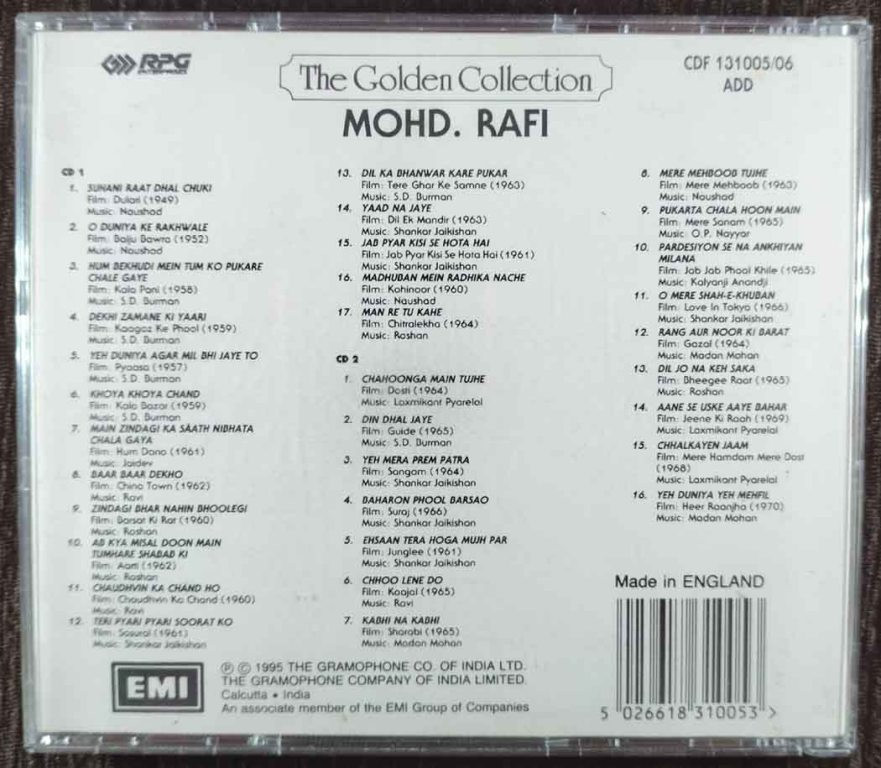 RPG
ENTERPRISES
The Golden Collection
MOHD. RAFI
CDF 131005/06
ADD
CD 1
1. SUHANI RAAT DHAL CHUKI
Film: Dulari (1949)
Music: Naushad
2. O DUNIYA KE RAKHWALE
Film: Baiju Bawra (1952)
Music: Naushad
3. HUM BEKHUDI MEIN TUM KO PUKARE
CHALE GAYE
Film: Kala Pani (1958)
Music: S.D. Burman
4. DEKHI ZAMANE KI YAARI
Film: Kaagaz Ke Phool (1959)
Music: S.D. Burman
5. YEH DUNIYA AGAR MIL BHI JAYE TO
Film: Pyaasa (1957)
Music: S.D. Burman
6. KHOYA KHOYA CHAND
Film: Kala Bazar (1959)
Music: S.D. Burman
7. MAIN ZINDAGI KA SAATH NIBHATA
CHALA GAYA
Film: Hum Dono (1961)
Music: Jaidev
8. BAAR BAAR DEKHO
Film: China Town (1962)
Music: Ravi
9. ZINDAGI BHAR NAHIN BHOOLEGI
Film: Barsat Ki Rat (1960)
Music: Roshan
10. AB KYA MISAL DOON MAIN
TUMHARE SHABAB KI
Film: Aarti (1962)
Music: Roshan
11. CHAUDHVIN KA CHAND HO
Film: Chaudhvin Ka Chand (1960)
Music: Ravi
12. TERI PYARI PYARI SOORAT KO
Film: Sasural (1961)
Music: Shankar Jaikishan
13. DIL KA BHANWAR KARE PUKAR
Film: Tere Ghar Ke Samne (1963)
Music: S.D. Burman
14. YAAD NA JAYE
Film: Dil Ek Mandir (1963)
Music: Shankar Jaikishan
15. JAB PYAR KISI SE HOTA HAI
Film: Jab Pyar Kisi Se Hota Hai (1961)
Music: Shankar Jaikishan
16. MADHUBAN MEIN RADHIKA NACHE
Film: Kohinoor (1960)
Music: Naushad
17. MAN RE TU KAHE
Film: Chitralekha (1964)
Music: Roshan
CD 2
1. CHAHOONGA MAIN TUJHE
Film: Dosti (1964)
Music: Laxmikant Pyarelal
2. DIN DHAL JAYE
Film: Guide (1965)
Music: S.D. Burman
3. YEH MERA PREM PATRA
Film: Sangam (1964)
Music: Shankar Jaikishan
4. BAHARON PHOOL BARSAO
Film: Suraj (1966)
Music: Shankar Jaikishan
5. EHSAAN TERA HOGA MUJH PAR
Film: Junglee (1961)
Music: Shankar Jaikishan
6. CHHOO LENE DO
Film: Kaajal (1965)
Music: Ravi
7. KABHI NA KABHI
Film: Sharabi (1965)
Music: Madan Mohan
8. MERE MEHBOOB TUJHE
Film: Mere Mehboob (1963)
Music: Naushad
9. PUKARTA CHALA HOON MAIN
Film: Mere Sanam (1965)
Music: O.P. Nayyar
10. PARDESIYON SE NA ANKHIYAN
MILANA
Film: Jab Jab Phool Khile (1965)
Music: Kalyanji Anandji
11. O MERE SHAH-E-KHUBAN
Film: Love In Tokyo (1966)
Music: Shankar Jaikishan
12. RANG AUR NOOR KI BARAT
Film: Gazal (1964)
Music: Madan Mohan
13. DIL JO NA KEH SAKA
Film: Bheegee Raat (1965)
Music: Roshan
14. AANE SE USKE AAYE BAHAR
Film: Jeene Ki Raah (1969)
Music: Laxmikant Pyarelal
15. CHHALKAYEN JAAM
Film: Mere Hamdam Mere Dost
(1968)
Music: Laxmikant Pyarelal
16. YEH DUNIYA YEH MEHFIL
Film: Heer Raanjha (1970)
Music: Madan Mohan
Made in ENGLAND
5 026618 310053 >
EMI
℗ © 1995 THE GRAMOPHONE CO. OF INDIA LTD.
THE GRAMOPHONE COMPANY OF INDIA LIMITED.
Calcutta • India
An associate member of the EMI Group of Companies